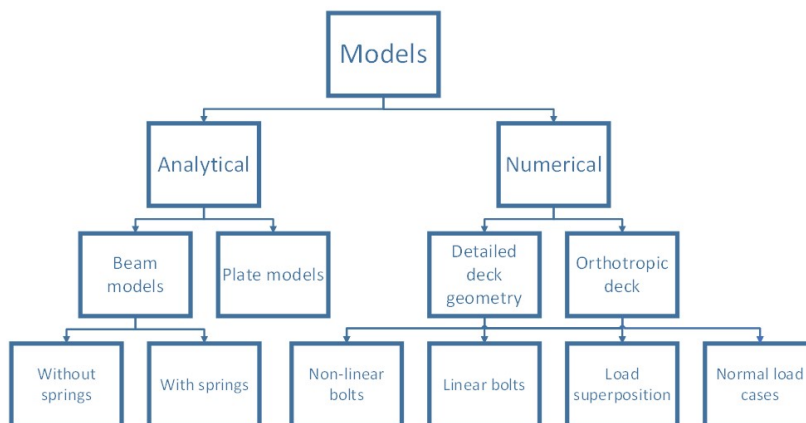 Models
Analytical
Numerical
Beam
models
Plate models
Detailed
deck
geometry
Orthotropic
deck
Without
springs
With springs
Non-linear
bolts
Linear bolts
Load
superposition
Normal load
cases